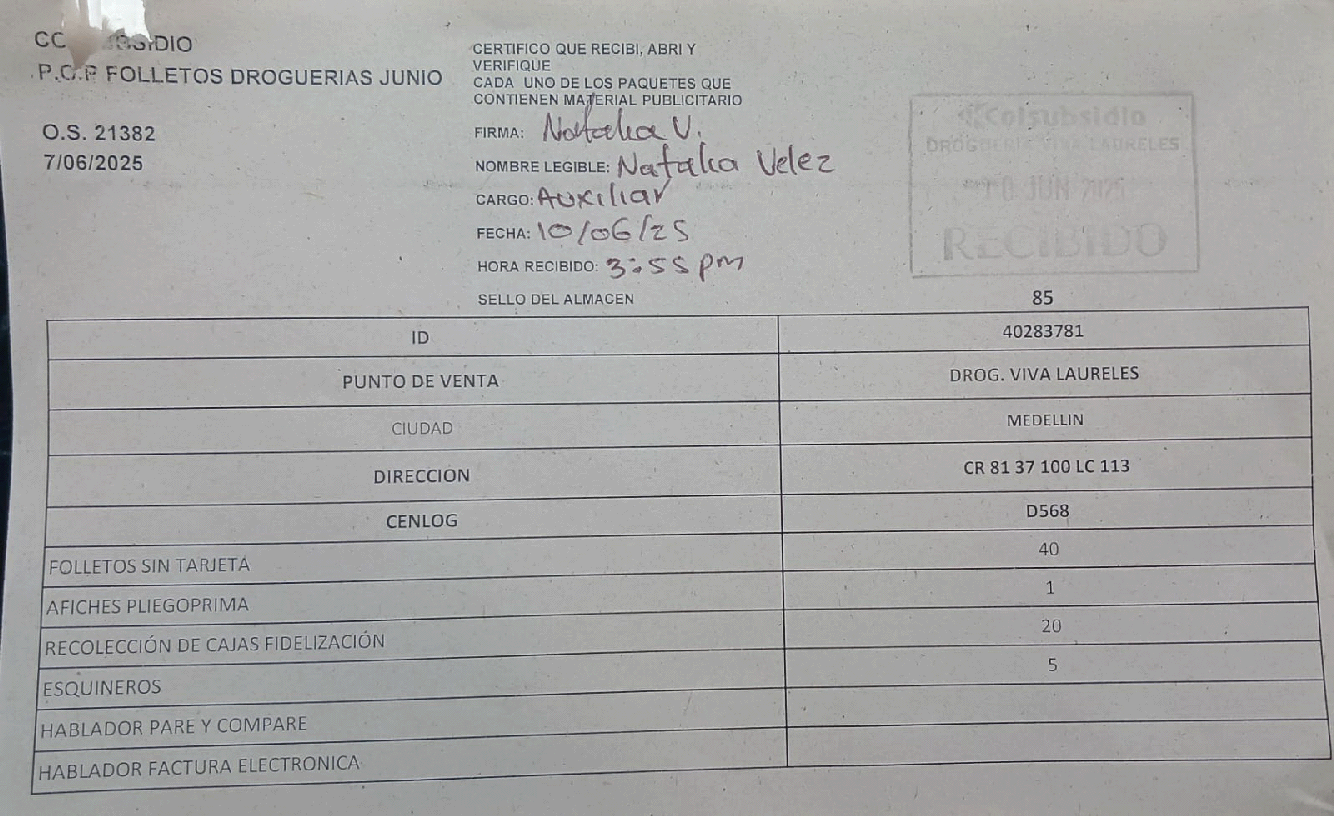 P.O.P FOLLETOS DROGUERIAS JUNIO
O.S. 21382
7/06/2025
CERTIFICO QUE RECIBI, ABRI Y
VERIFIQUE
CADA UNO DE LOS PAQUETES QUE
CONTIENEN MATERIAL PUBLICITARIO
FIRMA: Natalia V.
NOMBRE LEGIBLE: Natalia Velez
CARGO: Auxiliar
FECHA: 10/06/25
HORA RECIBIDO: 3:55 pm
SELLO DEL ALMACEN
Colsubsidio
DROGUERIA VIVA LAURELES
10 JUN 2025
RECIBIDO
85
ID 40283781
PUNTO DE VENTA DROG. VIVA LAURELES
CIUDAD MEDELLIN
DIRECCION CR 81 37 100 LC 113
CENLOG D568
FOLLETOS SIN TARJETA 40
AFICHES PLIEGOPRIMA 1
RECOLECCIÓN DE CAJAS FIDELIZACIÓN 20
ESQUINEROS 5
HABLADOR PARE Y COMPARE
HABLADOR FACTURA ELECTRONICA